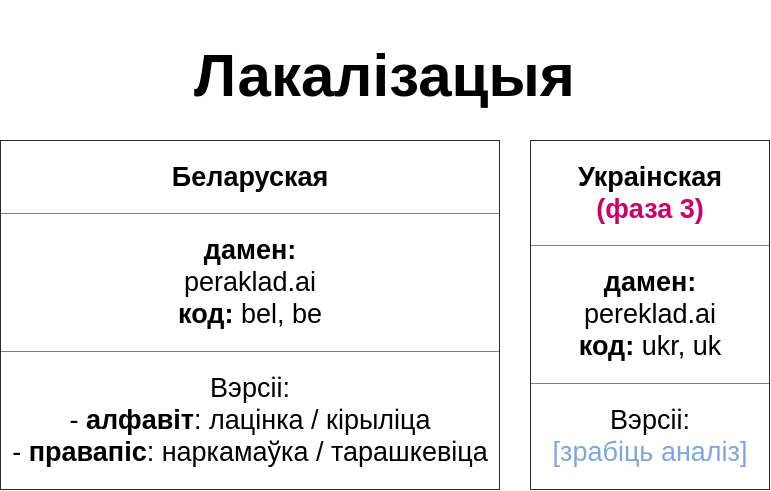 Лакалізацыя
Беларуская
дамен:
peraklad.ai
код: bel, be
Вэрсіі:
- алфавіт: лацінка / кірыліца
- правапіс: наркамаўка / тарашкевіца
Украінская
(фаза 3)
дамен:
pereklad.ai
код: ukr, uk
Вэрсіі:
[зрабіць аналіз]